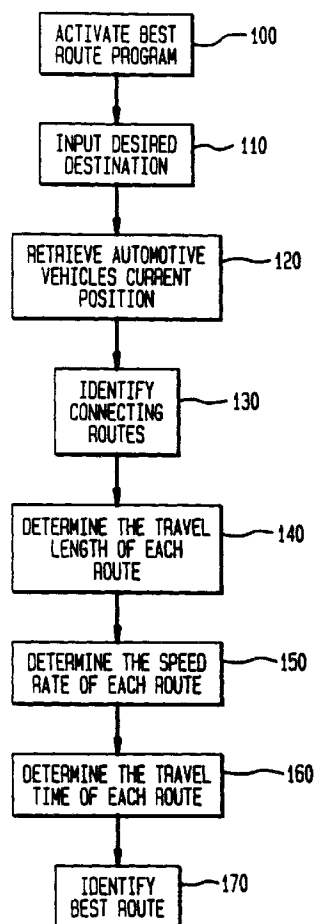 ACTIVATE BEST
ROUTE PROGRAM
100
INPUT DESIRED
DESTINATION
110
RETRIEVE AUTOMOTIVE
VEHICLES CURRENT
POSITION
120
IDENTIFY
CONNECTING
ROUTES
130
DETERMINE THE TRAVEL
LENGTH OF EACH
ROUTE
140
DETERMINE THE SPEED
RATE OF EACH ROUTE
150
DETERMINE THE TRAVEL
TIME OF EACH ROUTE
160
IDENTIFY
BEST ROUTE
170